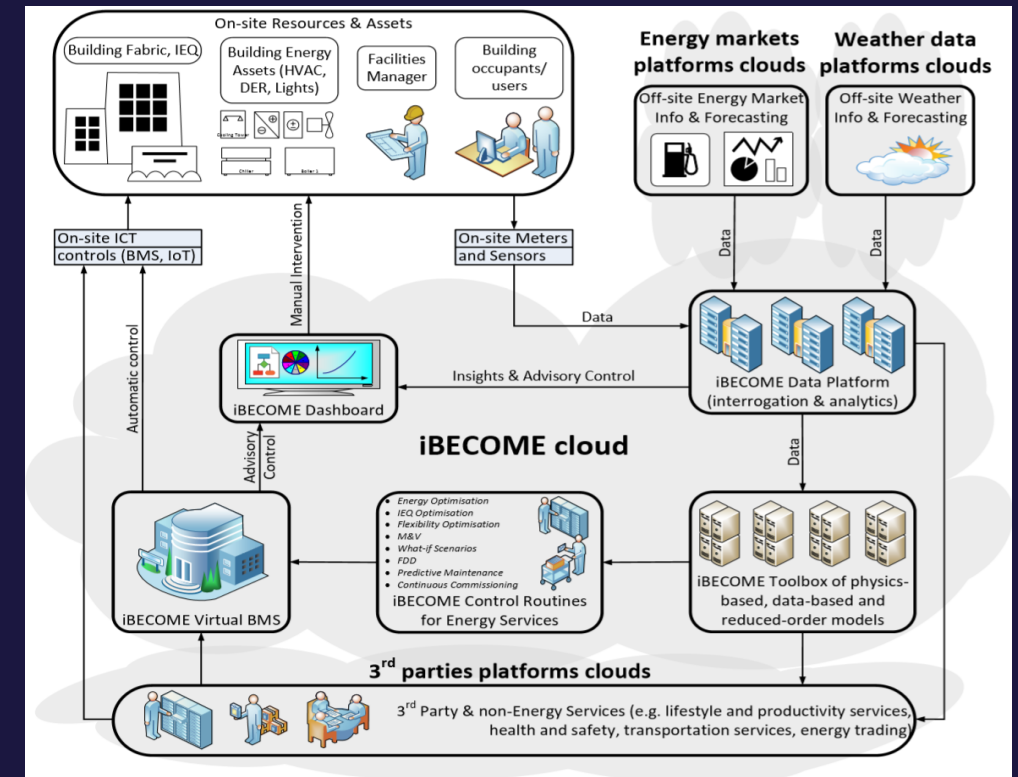 On-site Resources & Assets
Building Fabric, IEQ
Building Energy
Assets (HVAC,
DER, Lights)
Facilities
Manager
Building
occupants/
users
Cooling Tower
Chiller
Boiler 1
Energy markets
platforms clouds
Weather data
platforms clouds
Off-site Energy Market
Info & Forecasting
Off-site Weather
Info & Forecasting
On-site ICT
controls (BMS, IoT)
Manual Intervention
On-site Meters
and Sensors
Data
Data
Data
Automatic control
iBECOME Dashboard
Insights & Advisory Control
iBECOME Data Platform
(interrogation & analytics)
Advisory
Control
iBECOME cloud
Data
iBECOME Virtual BMS
Energy Optimisation
IEQ Optimisation
Flexibility Optimisation
M&V
What-if Scenarios
FDD
Predictive Maintenance
Continuous Commissioning
iBECOME Control Routines
for Energy Services
iBECOME Toolbox of physics-
based, data-based and
reduced-order models
3rd parties platforms clouds
3rd Party & non-Energy Services (e.g. lifestyle and productivity services,
health and safety, transportation services, energy trading)